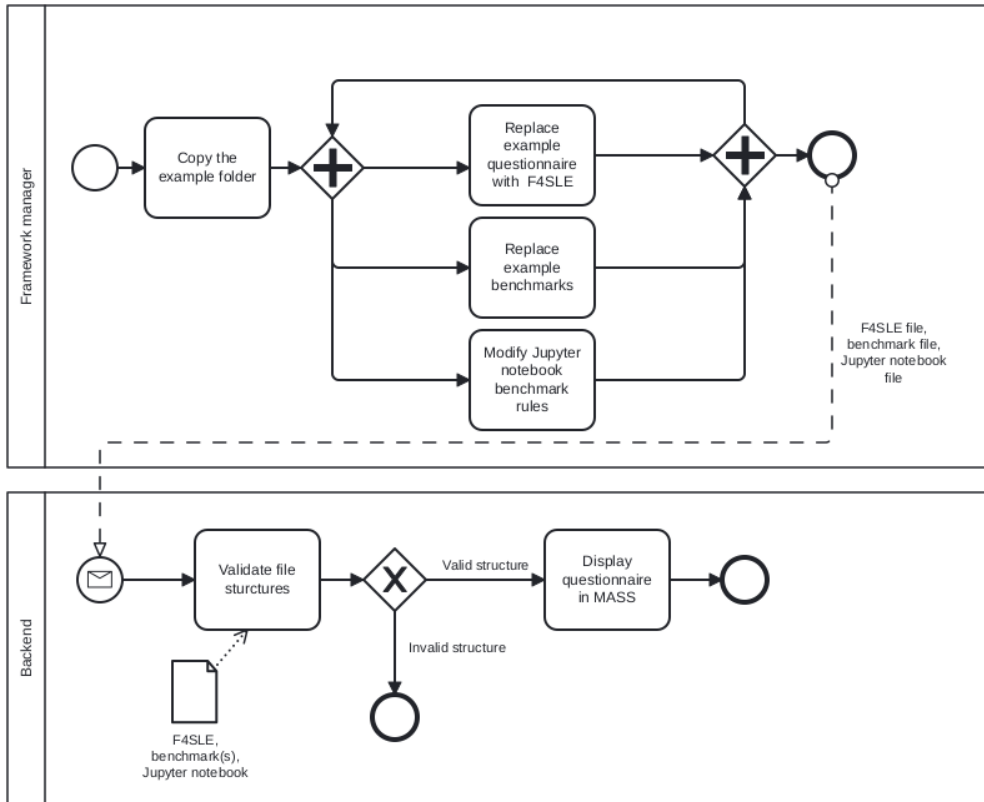 Framework manager
Copy the
example folder
Replace
example
questionnaire
with F4SLE
Replace
example
benchmarks
Modify Jupyter
notebook
benchmark
rules
F4SLE file,
benchmark file,
Jupyter notebook
file
Backend
Validate file
sturctures
Valid structure
Display
questionnaire
in MASS
Invalid structure
F4SLE,
benchmark(s),
Jupyter notebook